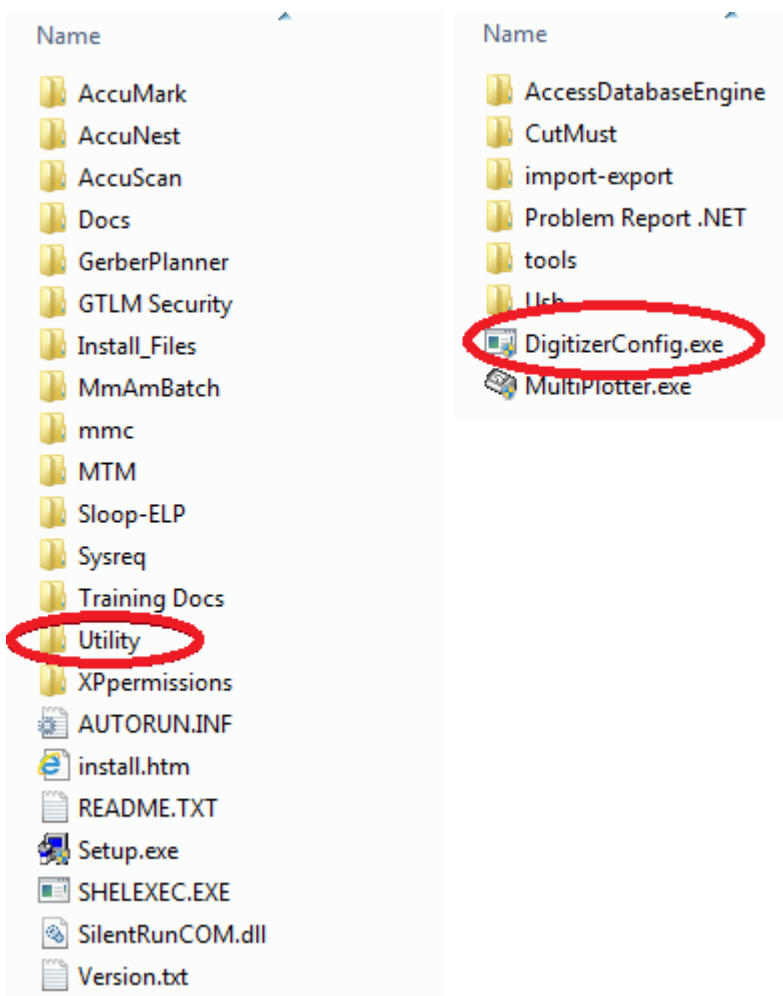 Name
AccuMark
AccuNest
AccuScan
Docs
GerberPlanner
GTLM Security
Install_Files
MmAmBatch
mmc
MTM
Sloop-ELP
Sysreq
Training Docs
Utility
XPpermissions
AUTORUN.INF
install.htm
README.TXT
Setup.exe
SHELEXEC.EXE
SilentRunCOM.dll
Version.txt
Name
AccessDatabaseEngine
CutMust
import-export
Problem Report .NET
tools
Usb
DigitizerConfig.exe
MultiPlotter.exe